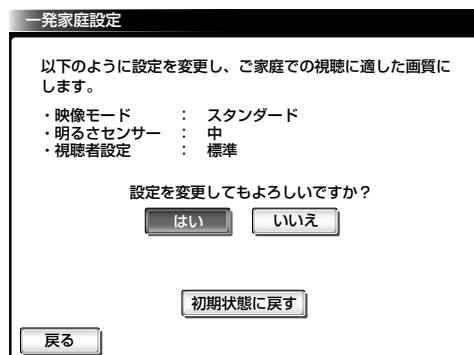 一発家庭設定
以下のように設定を変更し、ご家庭での視聴に適した画質に
します。
・映像モード ： スタンダード
・明るさセンサー ： 中
・視聴者設定 ： 標準
設定を変更してもよろしいですか？
はい いいえ
初期状態に戻す
戻る